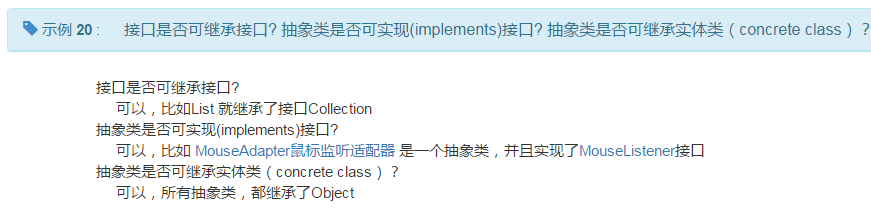 示例 20 : 接口是否可继承接口? 抽象类是否可实现(implements)接口? 抽象类是否可继承实体类（concrete class）?
接口是否可继承接口?
可以，比如List 就继承了接口Collection
抽象类是否可实现(implements)接口?
可以，比如 MouseAdapter鼠标监听适配器 是一个抽象类，并且实现了MouseListener接口
抽象类是否可继承实体类（concrete class）?
可以，所有抽象类，都继承了Object